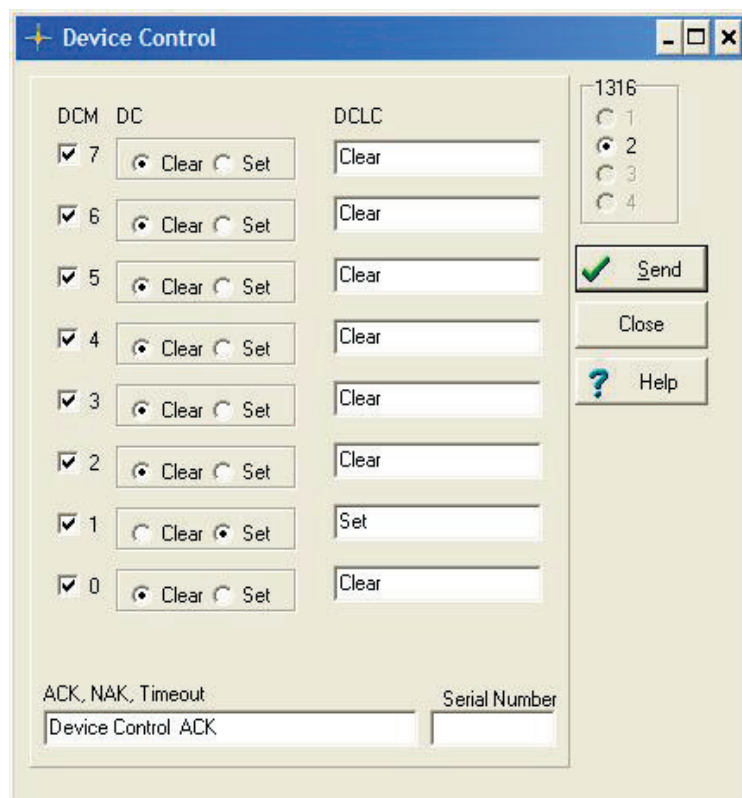 Device Control
1316
DCM DC DCLC
1
7 Clear Set Clear
2
3
6 Clear Set Clear
4
5 Clear Set Clear
Send
4 Clear Set Clear
Close
3 Clear Set Clear
Help
2 Clear Set Clear
1 Clear Set Set
0 Clear Set Clear
ACK, NAK, Timeout Serial Number
Device Control ACK